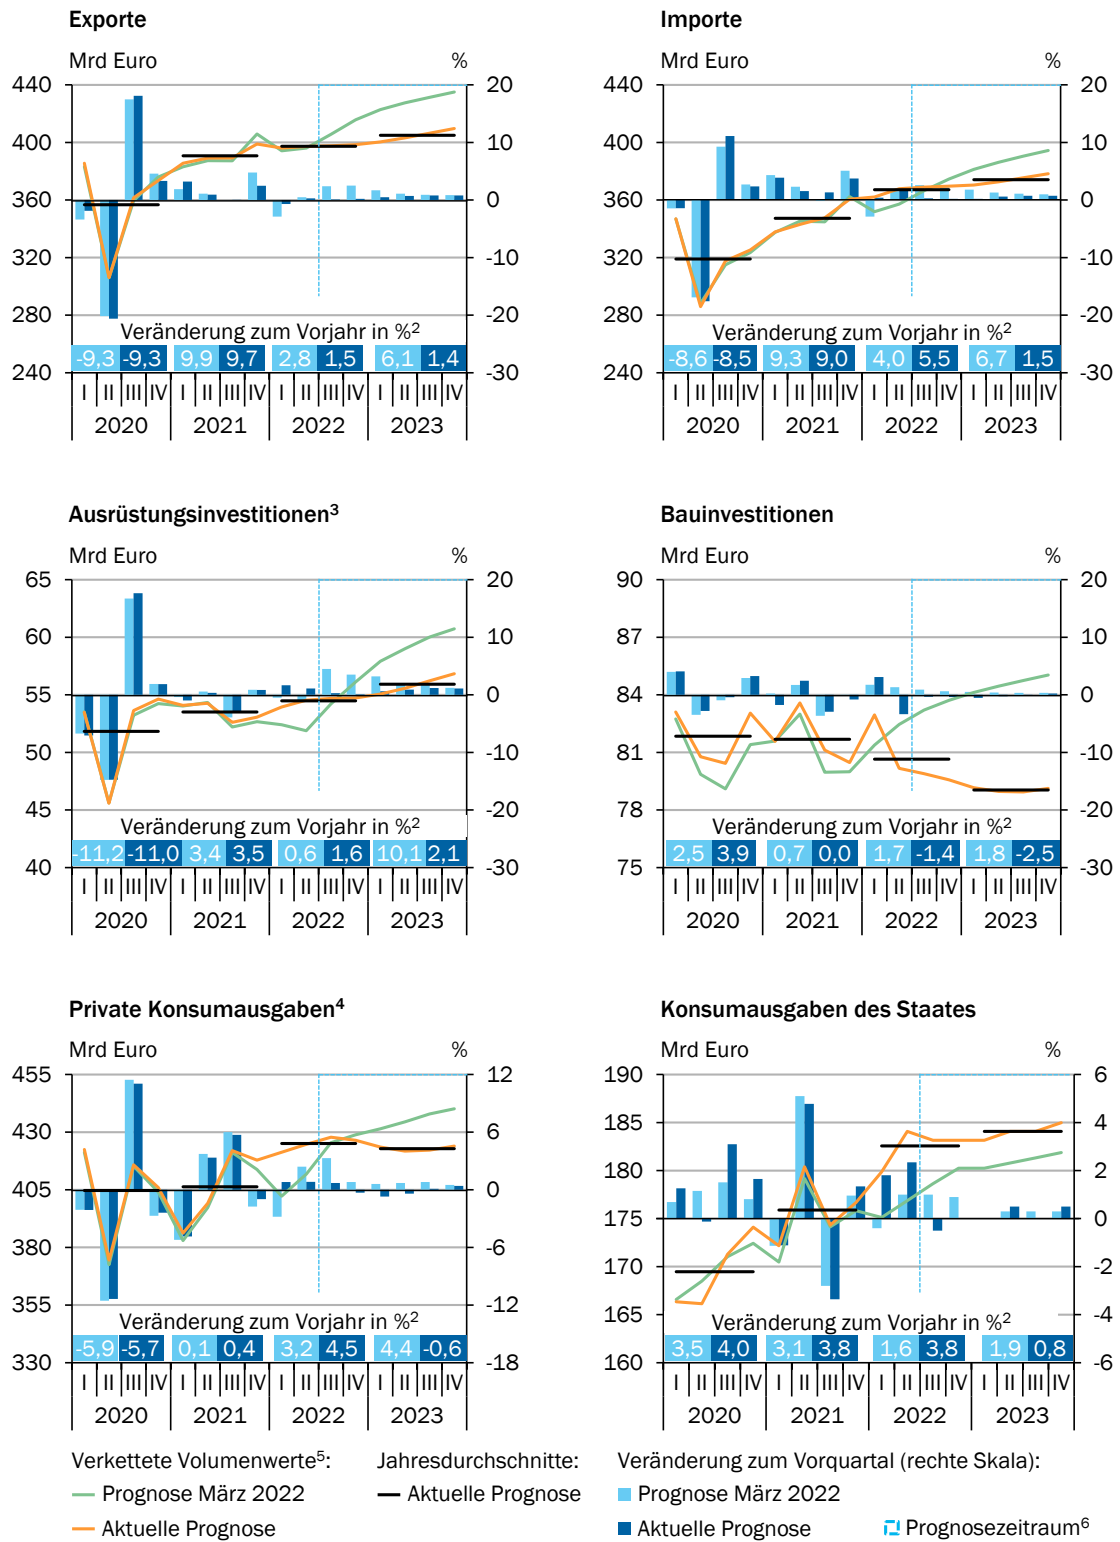 Exporte
Mrd Euro %
440 20
400 10
360 0
320 -10
280 -20
Veränderung zum Vorjahr in %²
-9,3 -9,3 9,9 9,7 2,8 1,5 6,1 1,4
240 -30
I II III IV I II III IV I II III IV I II III IV
2020 2021 2022 2023
Importe
Mrd Euro %
440 20
400 10
360 0
320 -10
280 -20
Veränderung zum Vorjahr in %²
-8,6 -8,5 9,3 9,0 4,0 5,5 6,7 1,5
240 -30
I II III IV I II III IV I II III IV I II III IV
2020 2021 2022 2023
Ausrüstungsinvestitionen³
Mrd Euro %
65 20
60 10
55 0
50 -10
45 -20
Veränderung zum Vorjahr in %²
-11,2 -11,0 3,4 3,5 0,6 1,6 10,1 2,1
40 -30
I II III IV I II III IV I II III IV I II III IV
2020 2021 2022 2023
Bauinvestitionen
Mrd Euro %
90 20
87 10
84 0
81 -10
78 -20
Veränderung zum Vorjahr in %²
2,5 3,9 0,7 0,0 1,7 -1,4 1,8 -2,5
75 -30
I II III IV I II III IV I II III IV I II III IV
2020 2021 2022 2023
Private Konsumausgaben⁴
Mrd Euro %
455 12
430 6
405 0
380 -6
355 -12
Veränderung zum Vorjahr in %²
-5,9 -5,7 0,1 0,4 3,2 4,5 4,4 -0,6
330 -18
I II III IV I II III IV I II III IV I II III IV
2020 2021 2022 2023
Konsumausgaben des Staates
Mrd Euro %
190 6
185 4
180 2
175 0
170 -2
165 -4
Veränderung zum Vorjahr in %²
3,5 4,0 3,1 3,8 1,6 3,8 1,9 0,8
160 -6
I II III IV I II III IV I II III IV I II III IV
2020 2021 2022 2023
Verkettete Volumenwerte⁵: Jahresdurchschnitte: Veränderung zum Vorquartal (rechte Skala):
Prognose März 2022 Aktuelle Prognose Prognose März 2022
Aktuelle Prognose Aktuelle Prognose Prognosezeitraum⁶